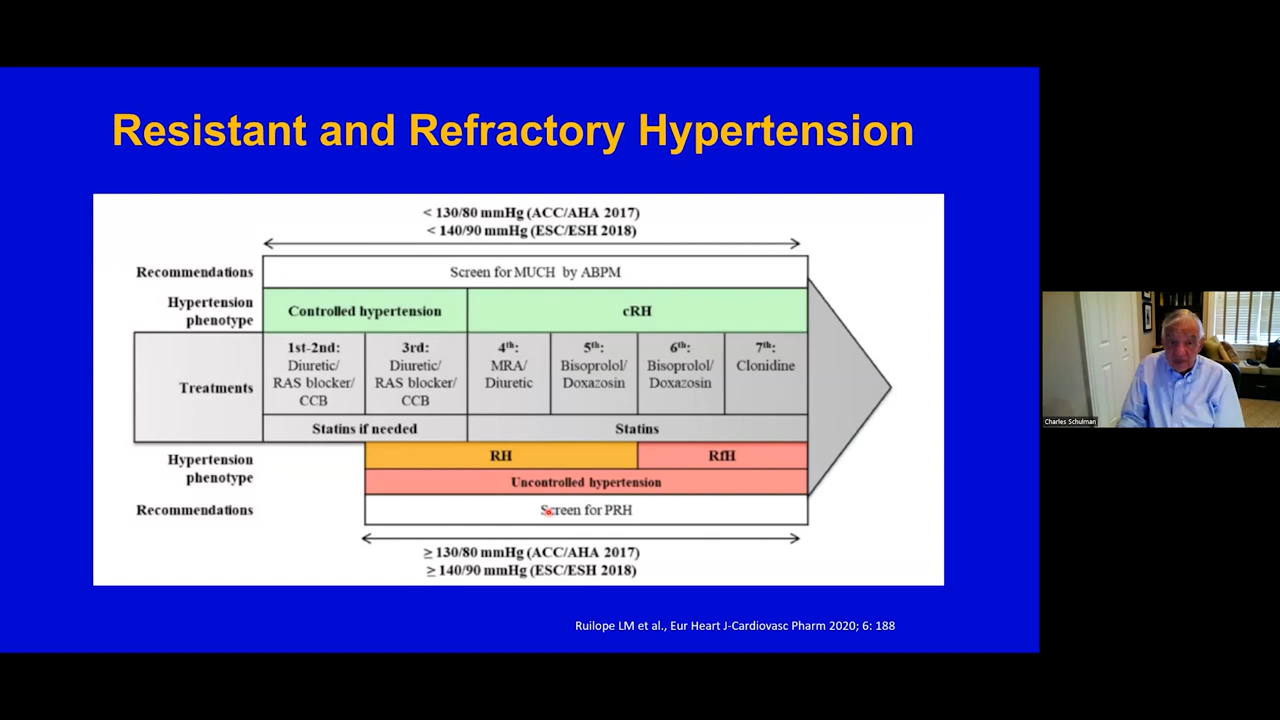 Resistant and Refractory Hypertension
< 130/80 mmHg (ACC/AHA 2017)
< 140/90 mmHg (ESC/ESH 2018)
Recommendations
Screen for MUCH by ABPM
Hypertension
phenotype
Controlled hypertension
cRH
Treatments
1st-2nd:
Diuretic/
RAS blocker/
CCB
3rd:
Diuretic/
RAS blocker/
CCB
4th:
MRA/
Diuretic
5th:
Bisoprolol/
Doxazosin
6th:
Bisoprolol/
Doxazosin
7th:
Clonidine
Statins if needed
Statins
Hypertension
phenotype
RH
RfH
Uncontrolled hypertension
Recommendations
Screen for PRH
≥ 130/80 mmHg (ACC/AHA 2017)
≥ 140/90 mmHg (ESC/ESH 2018)
Ruilope LM et al., Eur Heart J-Cardiovasc Pharm 2020; 6: 188
Charles Schulman